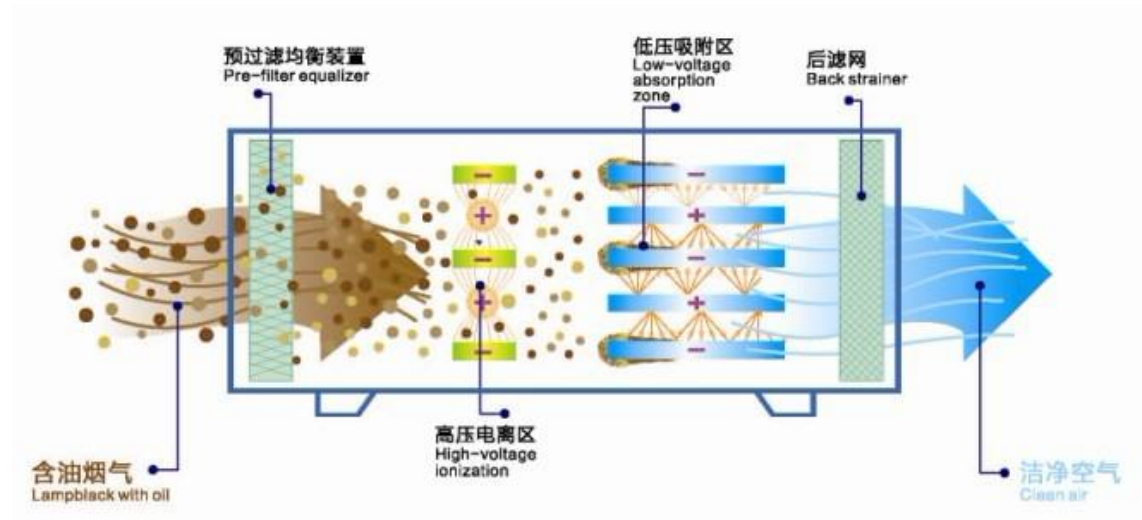 预过滤均衡装置
Pre-filter equalizer
低压吸附区
Low-voltage
absorption
zone
后滤网
Back strainer
高压电离区
High-voltage
ionization
含油烟气
Lampblack with oil
洁净空气
Clean air
−
+
−
+
−
−
+
−
+
−